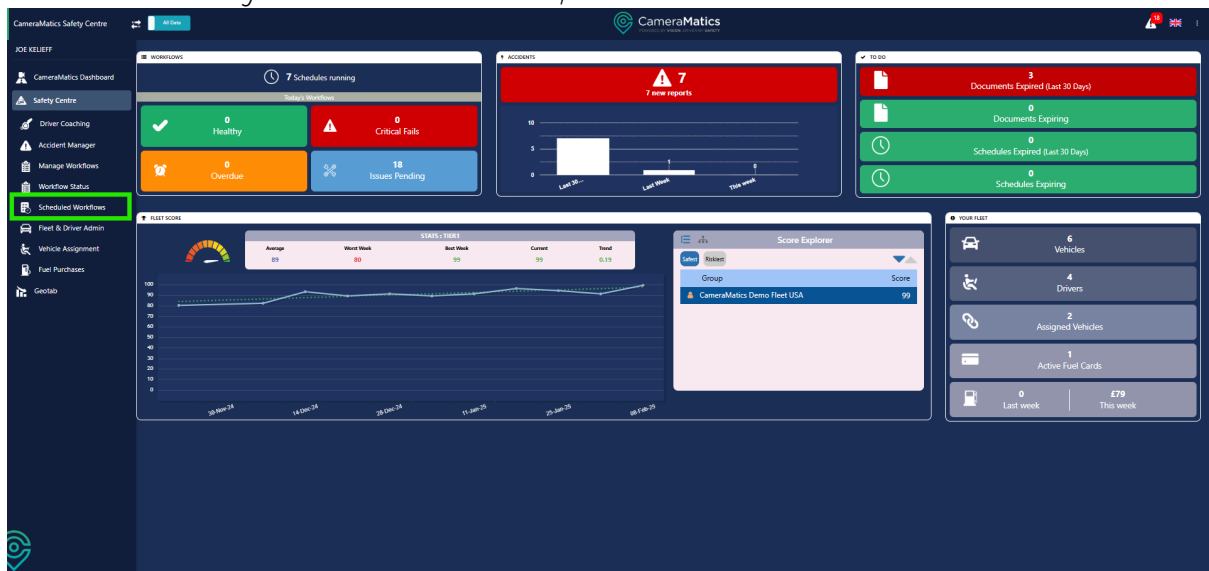 CameraMatics Safety Centre
All Data
CameraMatics
18
JOE KELIEFF
CameraMatics Dashboard
Safety Centre
Driver Coaching
Accident Manager
Manage Workflows
Workflow Status
Scheduled Workflows
Fleet & Driver Admin
Vehicle Assignment
Fuel Purchases
Geotab
WORKFLOWS
7 Schedules running
Today's Workflows
0
Healthy
0
Critical Fails
0
Overdue
18
Issues Pending
ACCIDENTS
7
7 new reports
10
5
0
1
0
Last 30...
Last Week
This week
TO DO
3
Documents Expired (Last 30 Days)
0
Documents Expiring
0
Schedules Expired (Last 30 Days)
0
Schedules Expiring
FLEET SCORE
STATS : TIER1
Average Worst Week Best Week Current Trend
89 80 99 99 0.19
100
90
80
70
60
50
40
30
20
10
0
30-Nov-24 14-Dec-24 28-Dec-24 11-Jan-25 25-Jan-25 08-Feb-25
Score Explorer
Safest Riskiest
Group Score
CameraMatics Demo Fleet USA 99
YOUR FLEET
6
Vehicles
4
Drivers
2
Assigned Vehicles
1
Active Fuel Cards
0 £79
Last week This week